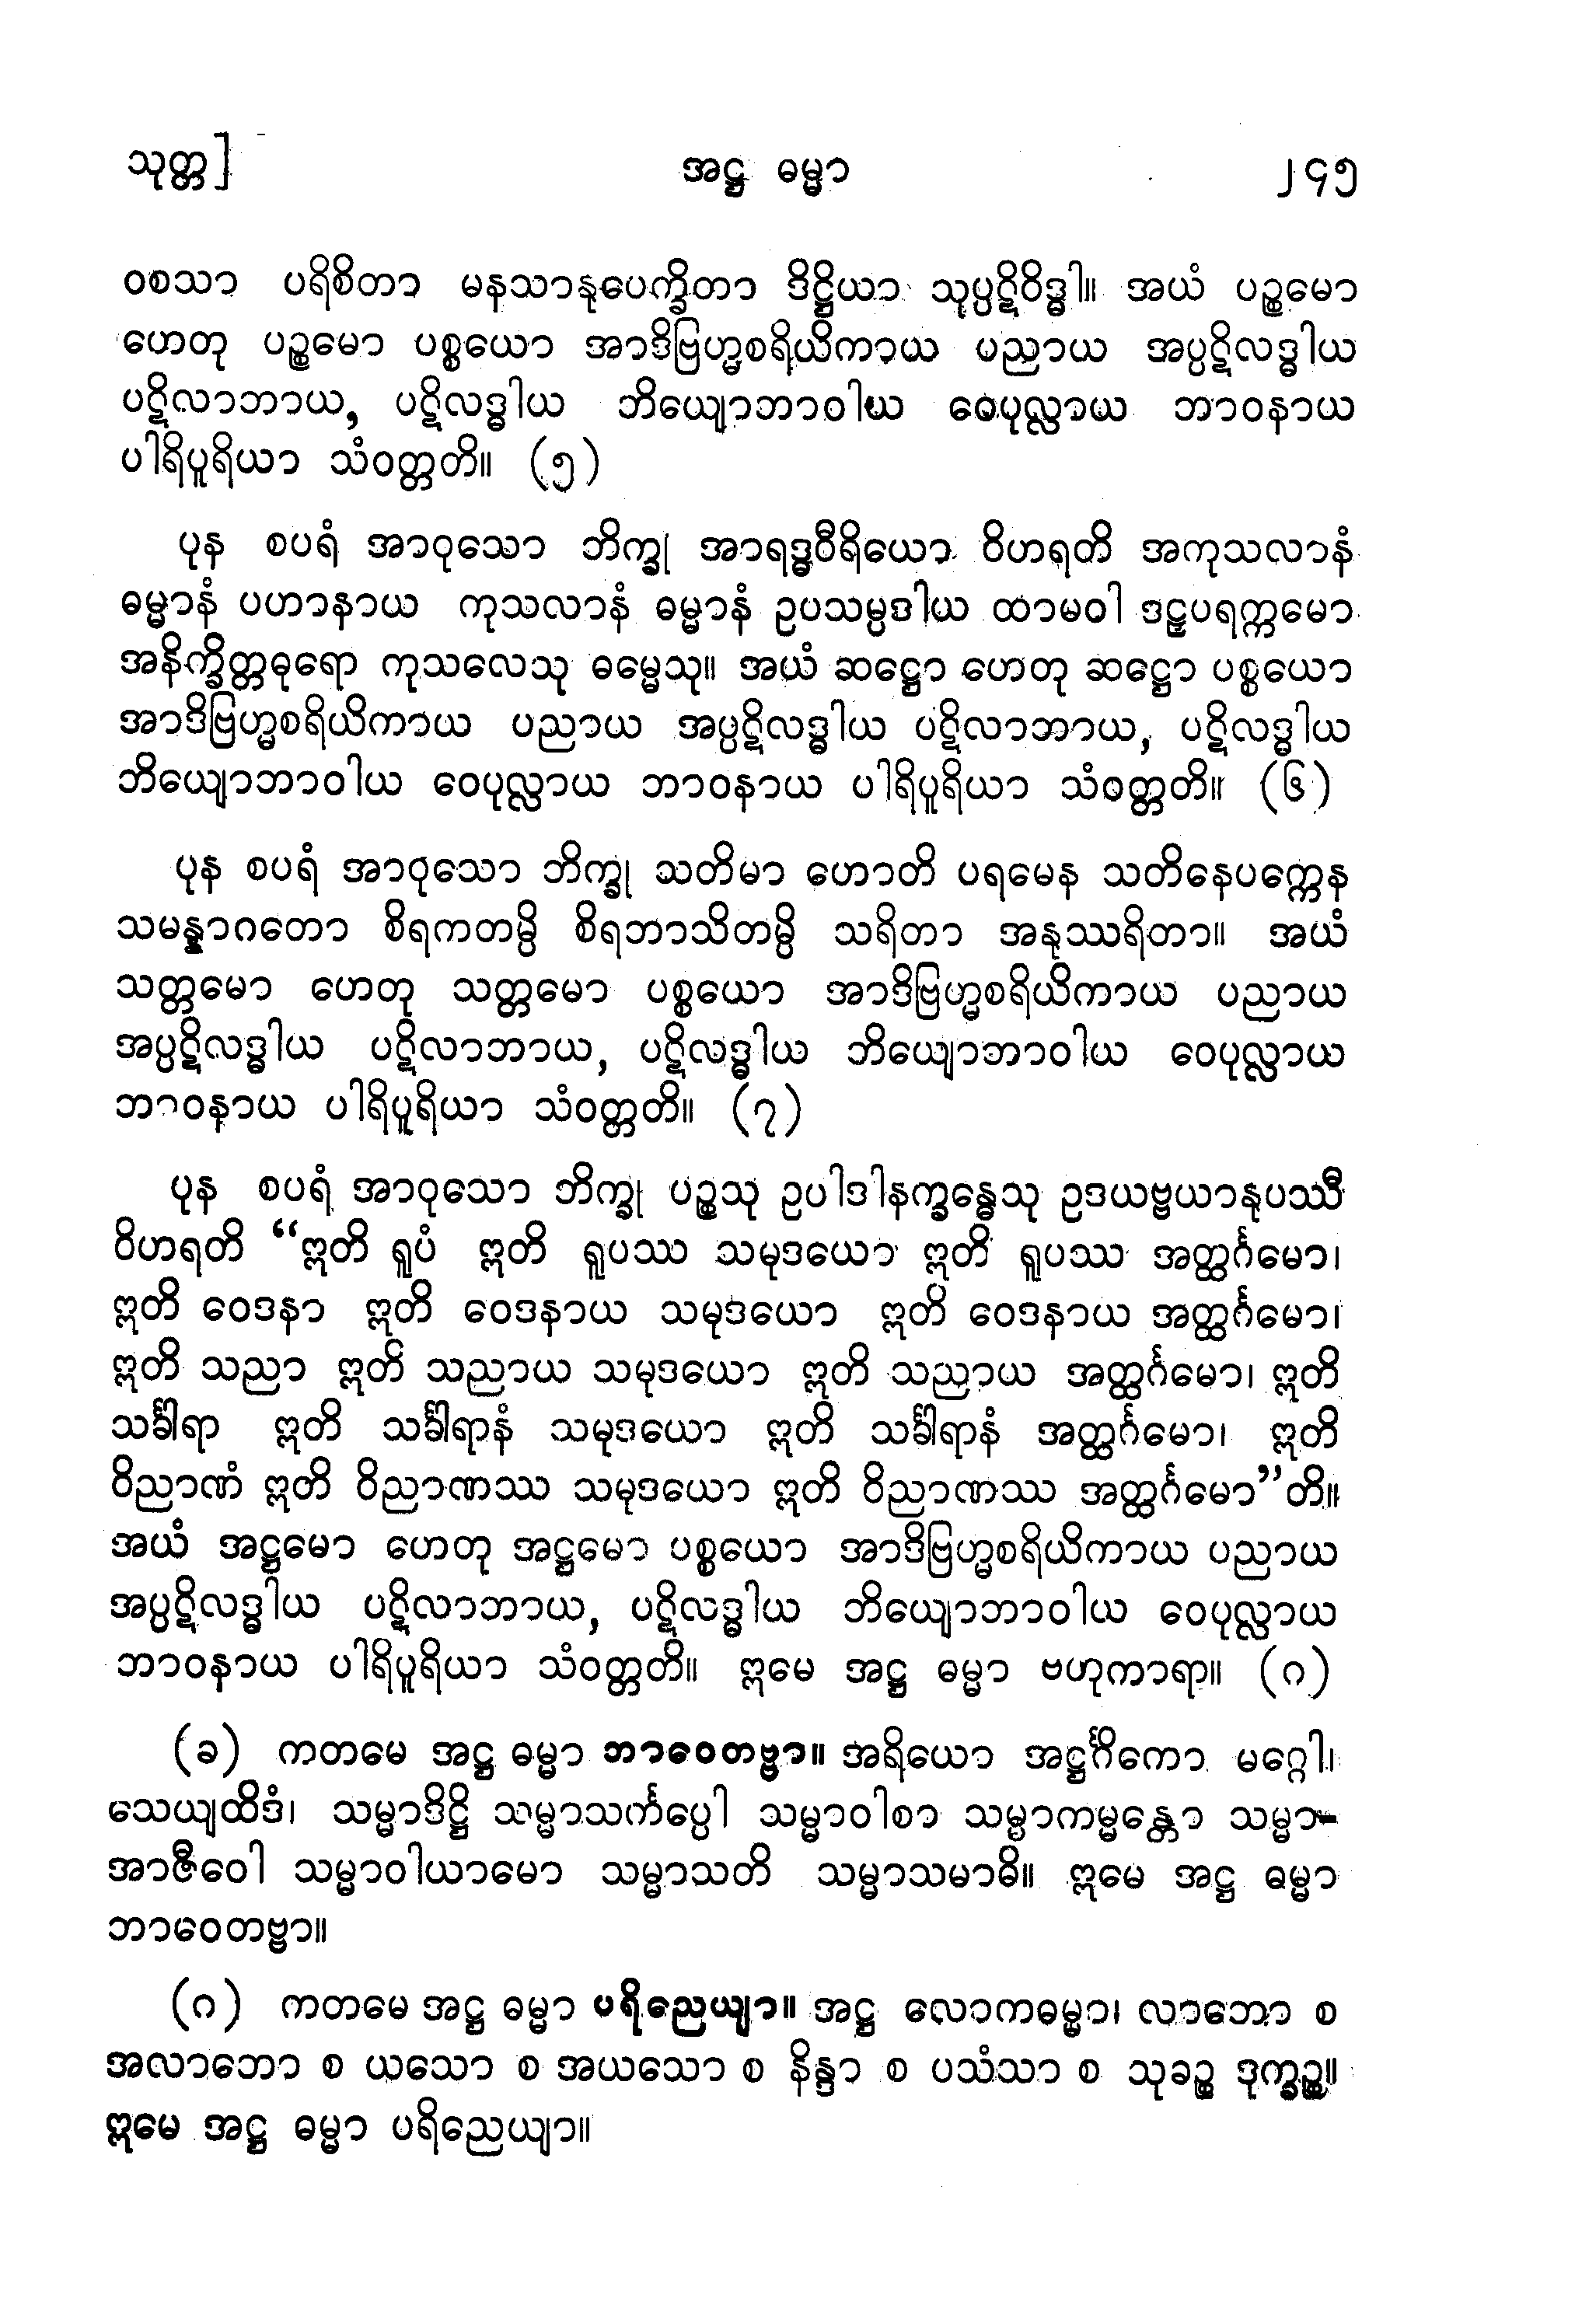 သုတ္တ] အဋ္ဌ ဓမ္မာ ၂၄၅
ဝစသာ ပရိစိတာ မနသာနုပေက္ခိတာ ဒိဋ္ဌိယာ သုပ္ပဋိဝိဒ္ဓါ။ အယံ ပဉ္စမော
ဟေတု ပဉ္စမော ပစ္စယော အာဒိဗြဟ္မစရိယိကာယ ပညာယ အပ္ပဋိလဒ္ဓါယ
ပဋိလာဘာယ, ပဋိလဒ္ဓါယ ဘိယျောဘာဝါယ ဝေပုလ္လာယ ဘာဝနာယ
ပါရိပူရိယာ သံဝတ္တတိ။ (၅)
ပုန စပရံ အာဝုသော ဘိက္ခု အာရဒ္ဓဝီရိယော ဝိဟရတိ အကုသလာနံ
ဓမ္မာနံ ပဟာနာယ ကုသလာနံ ဓမ္မာနံ ဥပသမ္ပဒါယ ထာမဝါ ဒဠှပရက္ကမော
အနိက္ခိတ္တဓုရော ကုသလေသု ဓမ္မေသု။ အယံ ဆဋ္ဌော ဟေတု ဆဋ္ဌော ပစ္စယော
အာဒိဗြဟ္မစရိယိကာယ ပညာယ အပ္ပဋိလဒ္ဓါယ ပဋိလာဘာယ, ပဋိလဒ္ဓါယ
ဘိယျောဘာဝါယ ဝေပုလ္လာယ ဘာဝနာယ ပါရိပူရိယာ သံဝတ္တတိ။ (၆)
ပုန စပရံ အာဝုသော ဘိက္ခု သတိမာ ဟောတိ ပရမေန သတိနေပက္ကေန
သမန္နာဂတော စိရကတမ္ပိ စိရဘာသိတမ္ပိ သရိတာ အနုဿရိတာ။ အယံ
သတ္တမော ဟေတု သတ္တမော ပစ္စယော အာဒိဗြဟ္မစရိယိကာယ ပညာယ
အပ္ပဋိလဒ္ဓါယ ပဋိလာဘာယ, ပဋိလဒ္ဓါယ ဘိယျောဘာဝါယ ဝေပုလ္လာယ
ဘာဝနာယ ပါရိပူရိယာ သံဝတ္တတိ။ (၇)
ပုန စပရံ အာဝုသော ဘိက္ခု ပဉ္စသု ဥပါဒါနက္ခန္ဓေသု ဥဒယဗ္ဗယာနုပဿီ
ဝိဟရတိ “ဣတိ ရူပံ ဣတိ ရူပဿ သမုဒယော ဣတိ ရူပဿ အတ္ထင်္ဂမော၊
ဣတိ ဝေဒနာ ဣတိ ဝေဒနာယ သမုဒယော ဣတိ ဝေဒနာယ အတ္ထင်္ဂမော၊
ဣတိ သညာ ဣတိ သညာယ သမုဒယော ဣတိ သညာယ အတ္ထင်္ဂမော၊ ဣတိ
သင်္ခါရာ ဣတိ သင်္ခါရာနံ သမုဒယော ဣတိ သင်္ခါရာနံ အတ္ထင်္ဂမော၊ ဣတိ
ဝိညာဏံ ဣတိ ဝိညာဏဿ သမုဒယော ဣတိ ဝိညာဏဿ အတ္ထင်္ဂမော”တိ။
အယံ အဋ္ဌမော ဟေတု အဋ္ဌမော ပစ္စယော အာဒိဗြဟ္မစရိယိကာယ ပညာယ
အပ္ပဋိလဒ္ဓါယ ပဋိလာဘာယ, ပဋိလဒ္ဓါယ ဘိယျောဘာဝါယ ဝေပုလ္လာယ
ဘာဝနာယ ပါရိပူရိယာ သံဝတ္တတိ။ ဣမေ အဋ္ဌ ဓမ္မာ ဗဟုကာရာ။ (ဂ)
(ခ) ကတမေ အဋ္ဌ ဓမ္မာ ဘာဝေတဗ္ဗာ။ အရိယော အဋ္ဌင်္ဂိကော မဂ္ဂေါ၊
သေယျထိဒံ၊ သမ္မာဒိဋ္ဌိ သမ္မာသင်္ကပ္ပေါ သမ္မာဝါစာ သမ္မာကမ္မန္တော သမ္မာ-
အာဇီဝေါ သမ္မာဝါယာမော သမ္မာသတိ သမ္မာသမာဓိ။ ဣမေ အဋ္ဌ ဓမ္မာ
ဘာဝေတဗ္ဗာ။
(ဂ) ကတမေ အဋ္ဌ ဓမ္မာ ပရိညေယျာ။ အဋ္ဌ လောကဓမ္မာ၊ လာဘော စ
အလာဘော စ ယသော စ အယသော စ နိန္ဒာ စ ပသံသာ စ သုခဉ္စ ဒုက္ခဉ္စ။
ဣမေ အဋ္ဌ ဓမ္မာ ပရိညေယျာ။